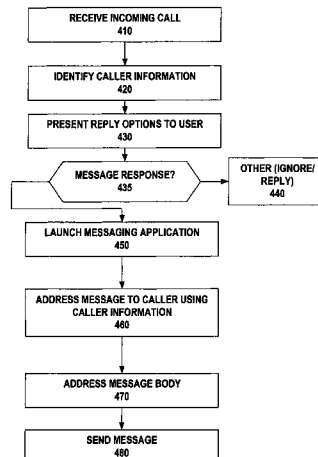 RECEIVE INCOMING CALL
410
IDENTIFY CALLER INFORMATION
420
PRESENT REPLY OPTIONS TO USER
430
MESSAGE RESPONSE?
435
OTHER (IGNORE/
REPLY)
440
LAUNCH MESSAGING APPLICATION
450
ADDRESS MESSAGE TO CALLER USING
CALLER INFORMATION
460
ADDRESS MESSAGE BODY
470
SEND MESSAGE
480